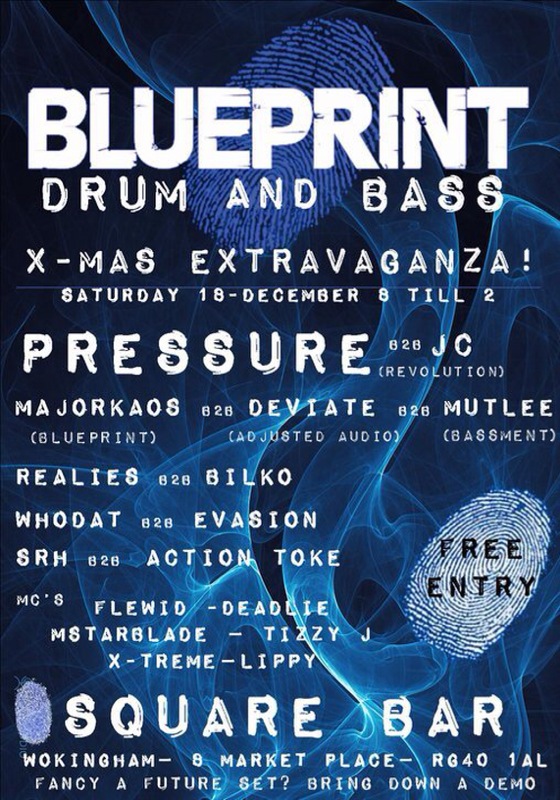 BLUEPRINT
DRUM AND BASS
X-MAS EXTRAVAGANZA!
SATURDAY 18-DECEMBER 8 TILL 2
PRESSURE B2B JC
(REVOLUTION)
MAJORKAOS B2B DEVIATE B2B MUTLEE
(BLUEPRINT) (ADJUSTED AUDIO) (BASSMENT)
REALIES B2B BILKO
WHODAT B2B EVASION
SRH B2B ACTION TOKE
FREE
ENTRY
MC'S FLEWID -DEADLIE
MSTARBLADE - TIZZY J
X-TREME-LIPPY
SQUARE BAR
WOKINGHAM- 8 MARKET PLACE- RG40 1AL
FANCY A FUTURE SET? BRING DOWN A DEMO